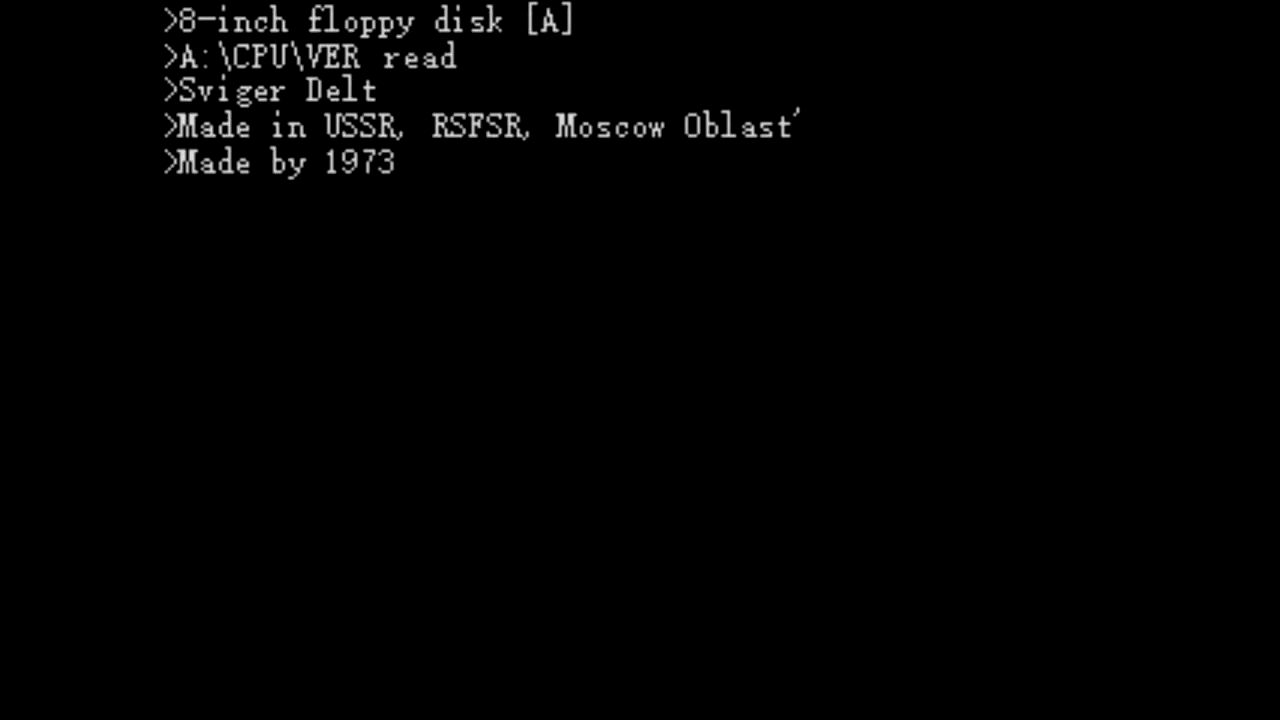 >8-inch floppy disk [A]
>A:\CPU\VER read
>Sviger Delt
>Made in USSR, RSFSR, Moscow Oblast'
>Made by 1973